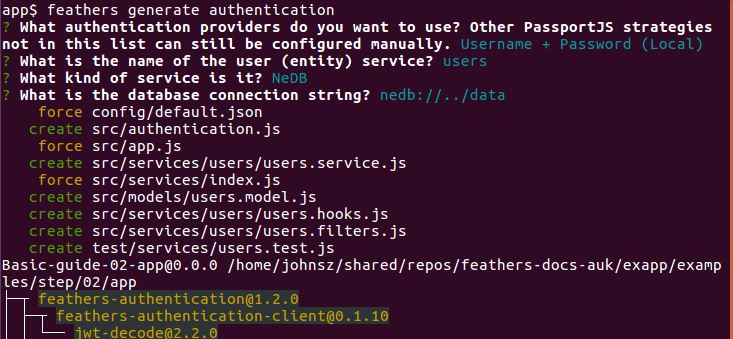 app$ feathers generate authentication
? What authentication providers do you want to use? Other PassportJS strategies
not in this list can still be configured manually. Username + Password (Local)
? What is the name of the user (entity) service? users
? What kind of service is it? NeDB
? What is the database connection string? nedb://../data
force config/default.json
create src/authentication.js
force src/app.js
create src/services/users/users.service.js
force src/services/index.js
create src/models/users.model.js
create src/services/users/users.hooks.js
create src/services/users/users.filters.js
create test/services/users.test.js
Basic-guide-02-app@0.0.0 /home/johnsz/shared/repos/feathers-docs-auk/exapp/examp
les/step/02/app
feathers-authentication@1.2.0
feathers-authentication-client@0.1.10
jwt-decode@2.2.0